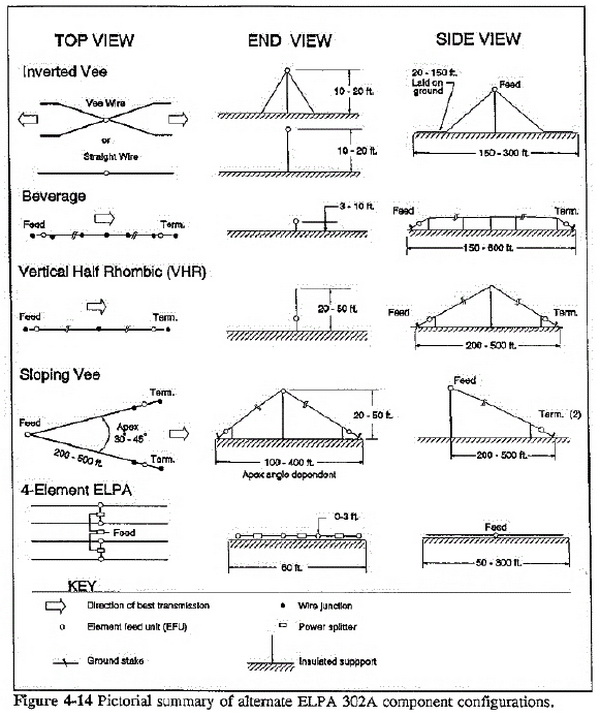 TOP VIEW END VIEW SIDE VIEW
Inverted Vee
Vee Wire
or
Straight Wire
10 - 20 ft.
10 - 20 ft.
20 - 150 ft.
Laid on
ground
Feed
150 - 300 ft.
Beverage
Feed
Term.
3 - 10 ft.
Feed
Term.
150 - 600 ft.
Vertical Half Rhombic (VHR)
Feed
Term.
20 - 50 ft.
Feed
Term.
200 - 500 ft.
Sloping Vee
Feed
Term.
Apex
30 - 45°
200 - 500 ft.
Term.
20 - 50 ft.
100 - 400 ft.
Apex angle dependent
Feed
Term. (2)
200 - 500 ft.
4-Element ELPA
Feed
0-3 ft.
60 ft.
Feed
50 - 300 ft.
KEY
Direction of best transmission
Wire junction
Element feed unit (EFU)
Power splitter
Ground stake
Insulated suppport
Figure 4-14 Pictorial summary of alternate ELPA 302A component configurations.